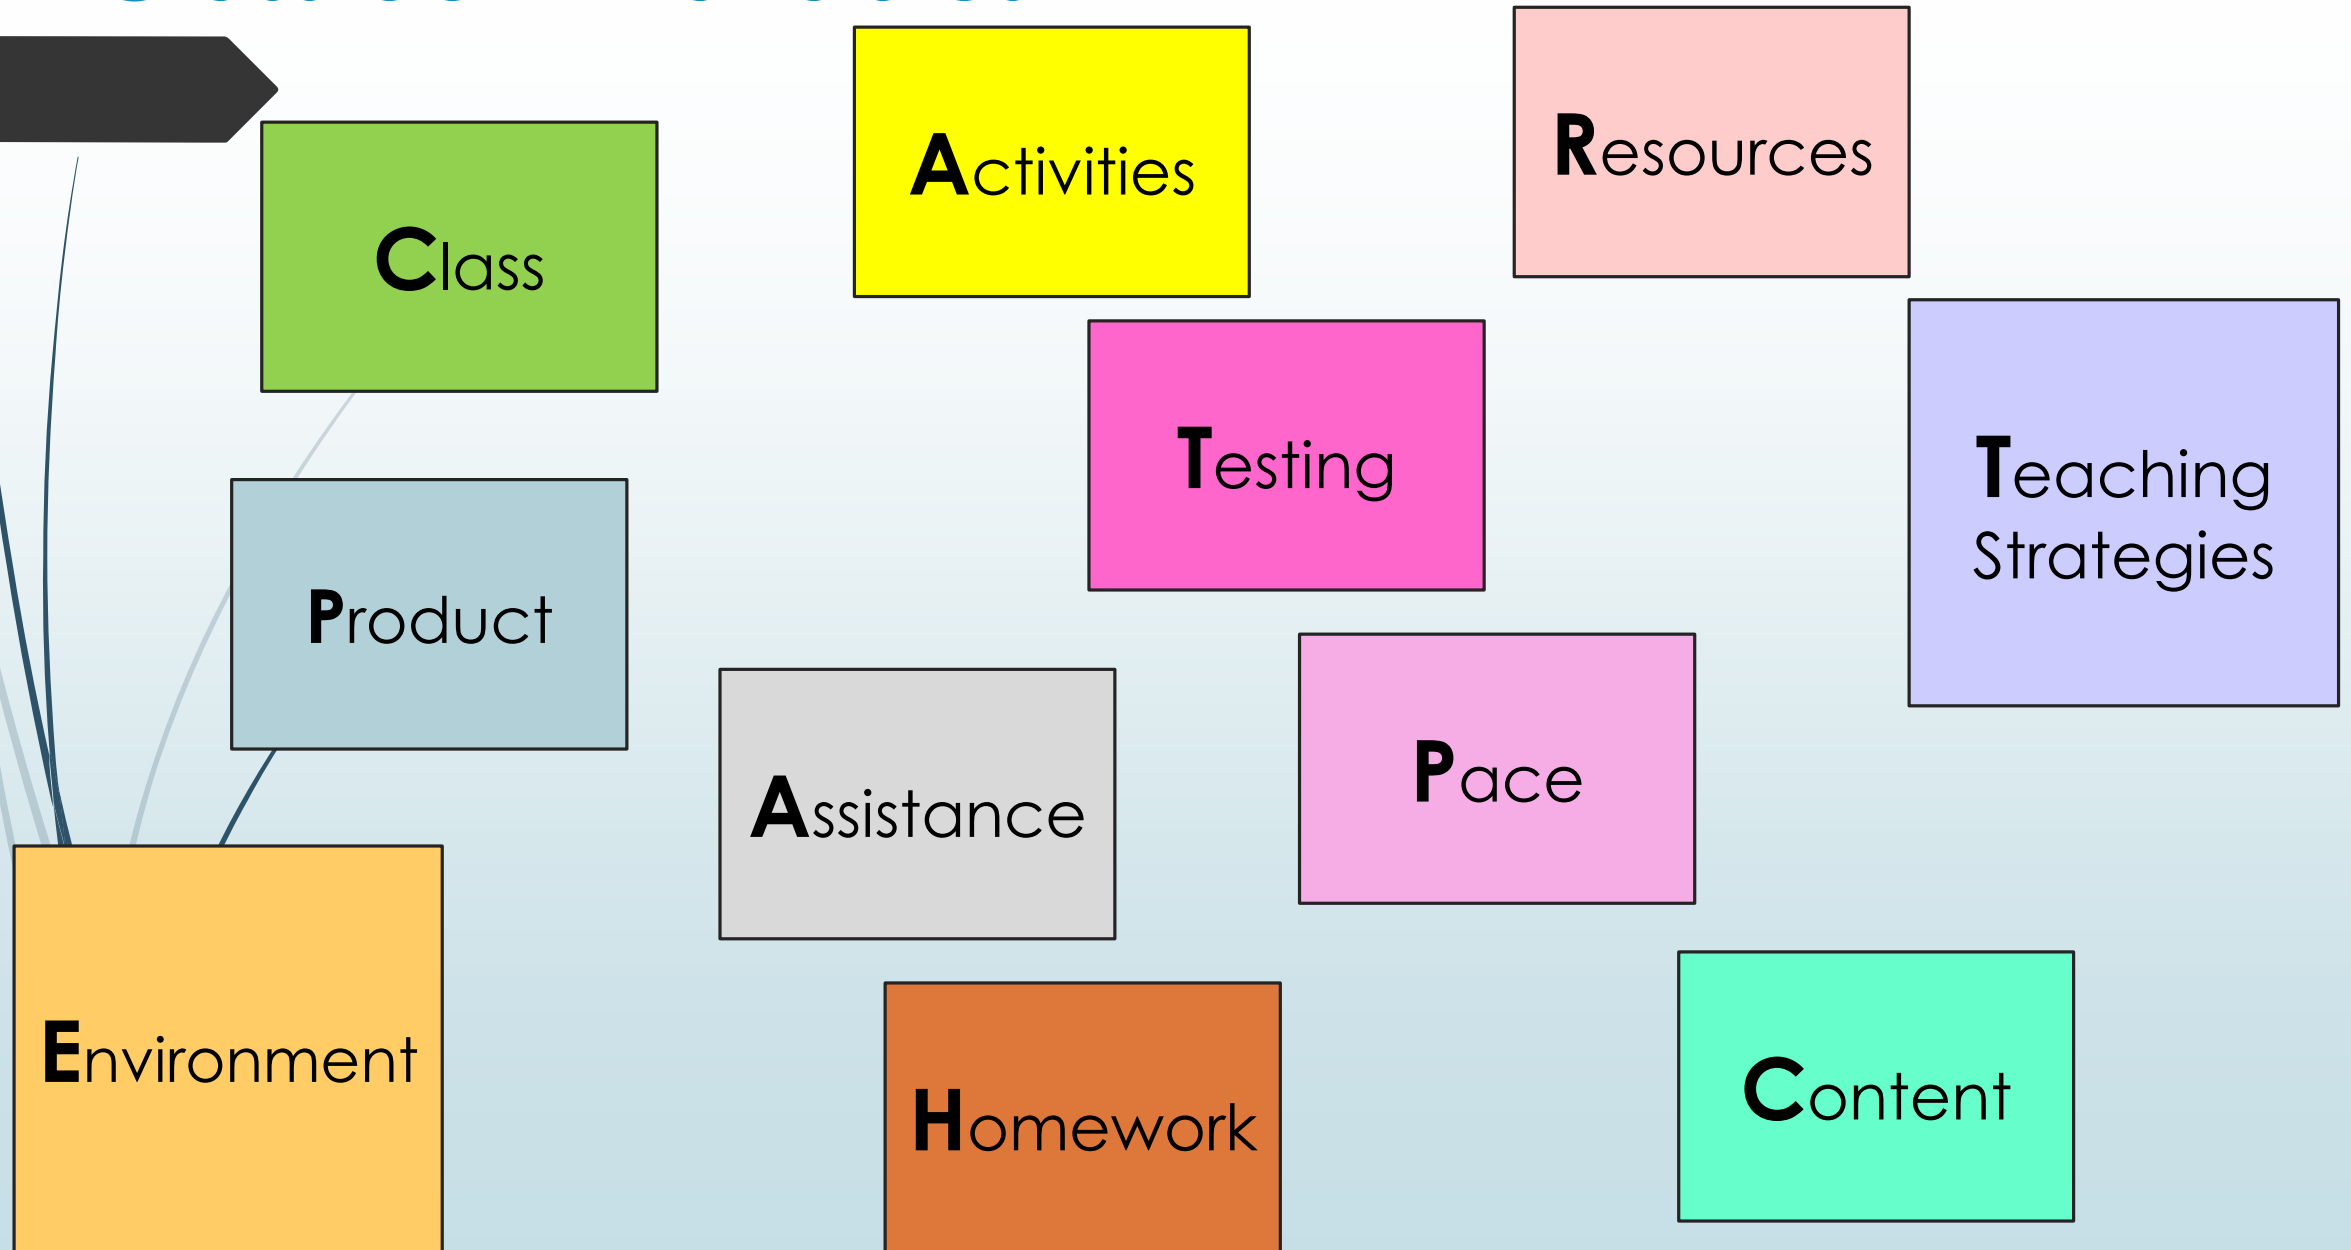 Activities
Resources
Class
Testing
Teaching
Strategies
Product
Assistance
Pace
Environment
Homework
Content